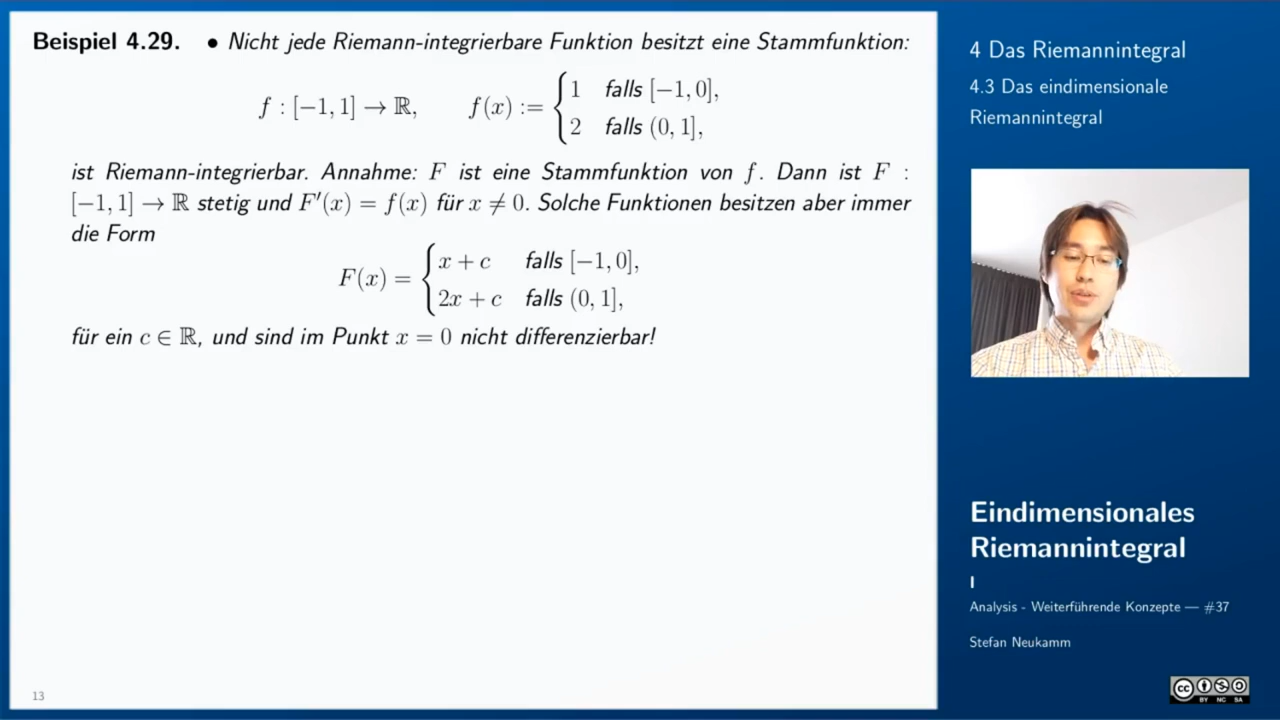 Beispiel 4.29. • Nicht jede Riemann-integrierbare Funktion besitzt eine Stammfunktion:
f : [−1, 1] → ℝ, f(x) := { 1 falls [−1, 0],
2 falls (0, 1],
ist Riemann-integrierbar. Annahme: F ist eine Stammfunktion von f. Dann ist F :
[−1, 1] → ℝ stetig und F′(x) = f(x) für x ≠ 0. Solche Funktionen besitzen aber immer
die Form
F(x) = { x + c falls [−1, 0],
2x + c falls (0, 1],
für ein c ∈ ℝ, und sind im Punkt x = 0 nicht differenzierbar!
13
4 Das Riemannintegral
4.3 Das eindimensionale
Riemannintegral
Eindimensionales
Riemannintegral
I
Analysis - Weiterführende Konzepte — #37
Stefan Neukamm
cc BY NC SA